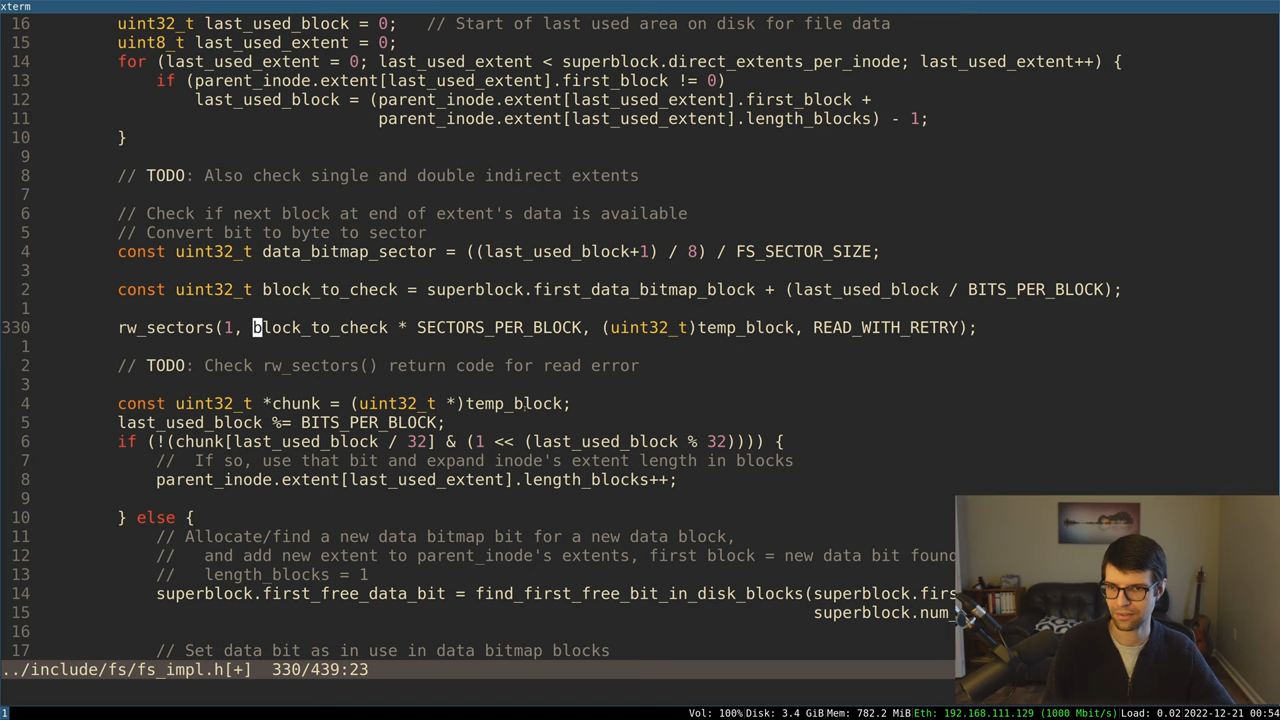 xterm
16 uint32_t last_used_block = 0; // Start of last used area on disk for file data
15 uint8_t last_used_extent = 0;
14 for (last_used_extent = 0; last_used_extent < superblock.direct_extents_per_inode; last_used_extent++) {
13 if (parent_inode.extent[last_used_extent].first_block != 0)
12 last_used_block = (parent_inode.extent[last_used_extent].first_block +
11 parent_inode.extent[last_used_extent].length_blocks) - 1;
10 }
9
8 // TODO: Also check single and double indirect extents
7
6 // Check if next block at end of extent's data is available
5 // Convert bit to byte to sector
4 const uint32_t data_bitmap_sector = ((last_used_block+1) / 8) / FS_SECTOR_SIZE;
3
2 const uint32_t block_to_check = superblock.first_data_bitmap_block + (last_used_block / BITS_PER_BLOCK);
1
330 rw_sectors(1, block_to_check * SECTORS_PER_BLOCK, (uint32_t)temp_block, READ_WITH_RETRY);
1
2 // TODO: Check rw_sectors() return code for read error
3
4 const uint32_t *chunk = (uint32_t *)temp_block;
5 last_used_block %= BITS_PER_BLOCK;
6 if (!(chunk[last_used_block / 32] & (1 << (last_used_block % 32)))) {
7 // If so, use that bit and expand inode's extent length in blocks
8 parent_inode.extent[last_used_extent].length_blocks++;
9
10 } else {
11 // Allocate/find a new data bitmap bit for a new data block,
12 // and add new extent to parent_inode's extents, first block = new data bit foun
13 // length_blocks = 1
14 superblock.first_free_data_bit = find_first_free_bit_in_disk_blocks(superblock.firs
15 superblock.num_
16
17 // Set data bit as in use in data bitmap blocks
../include/fs/fs_impl.h[+] 330/439:23
1 Vol: 100% Disk: 3.4 GiB Mem: 782.2 MiB Eth: 192.168.111.129 (1000 Mbit/s) Load: 0.02 2022-12-21 00:54